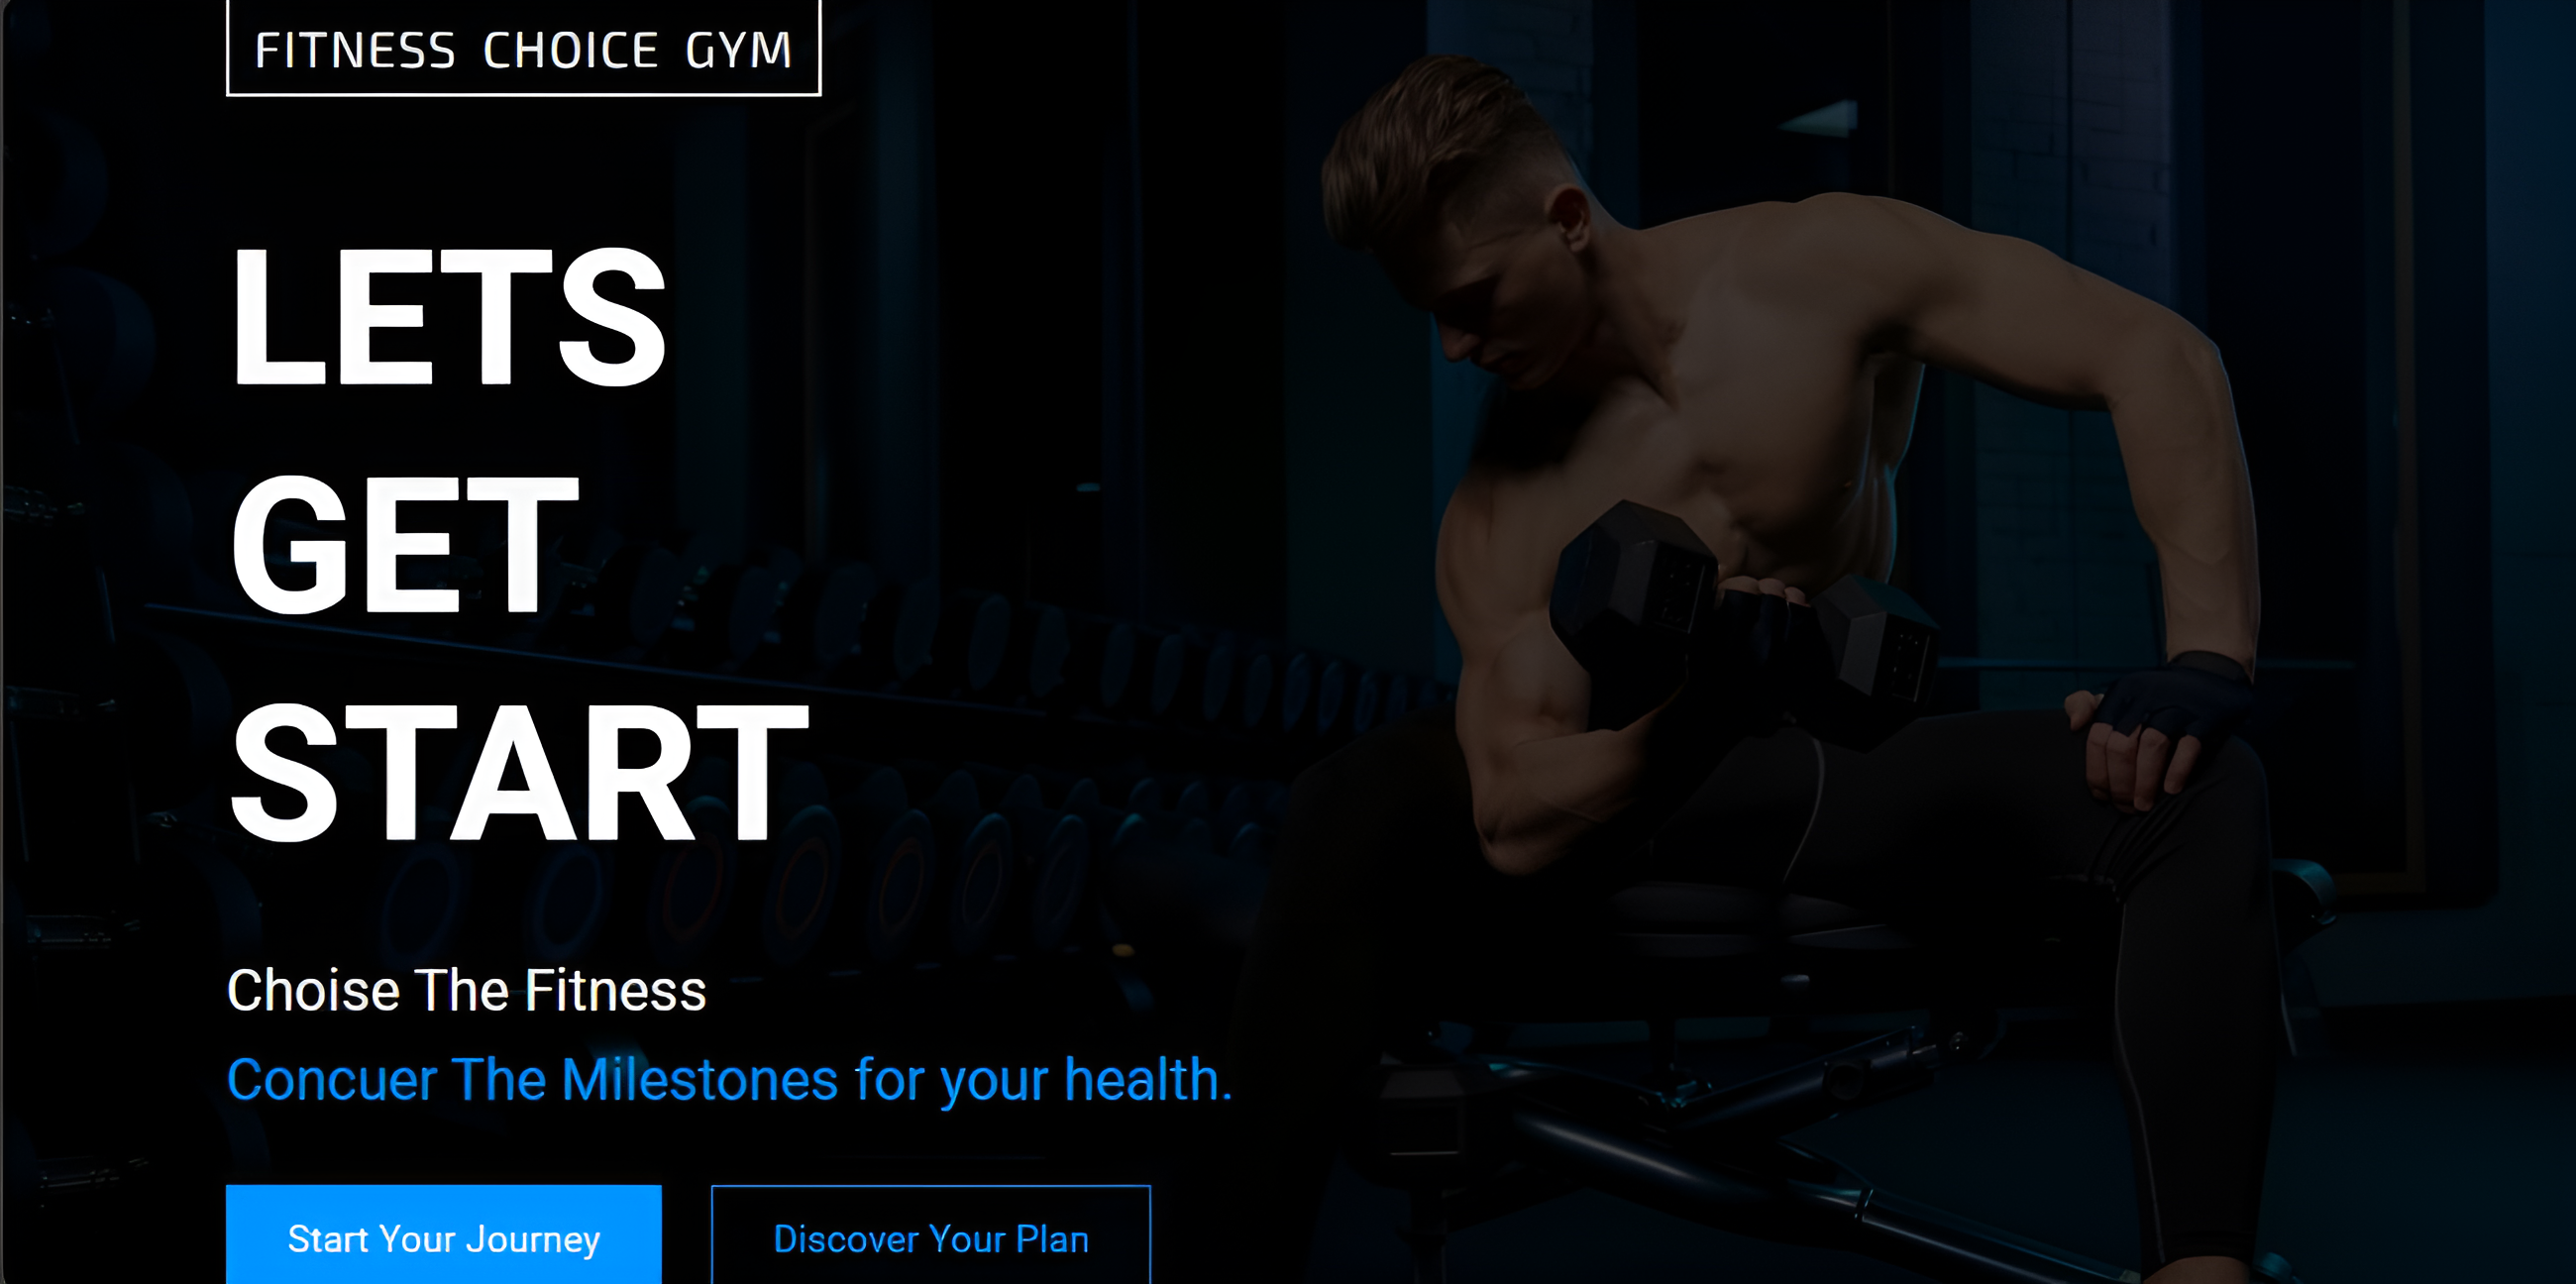 FITNESS CHOICE GYM
LETS
GET
START
Choise The Fitness
Concuer The Milestones for your health.
Start Your Journey
Discover Your Plan